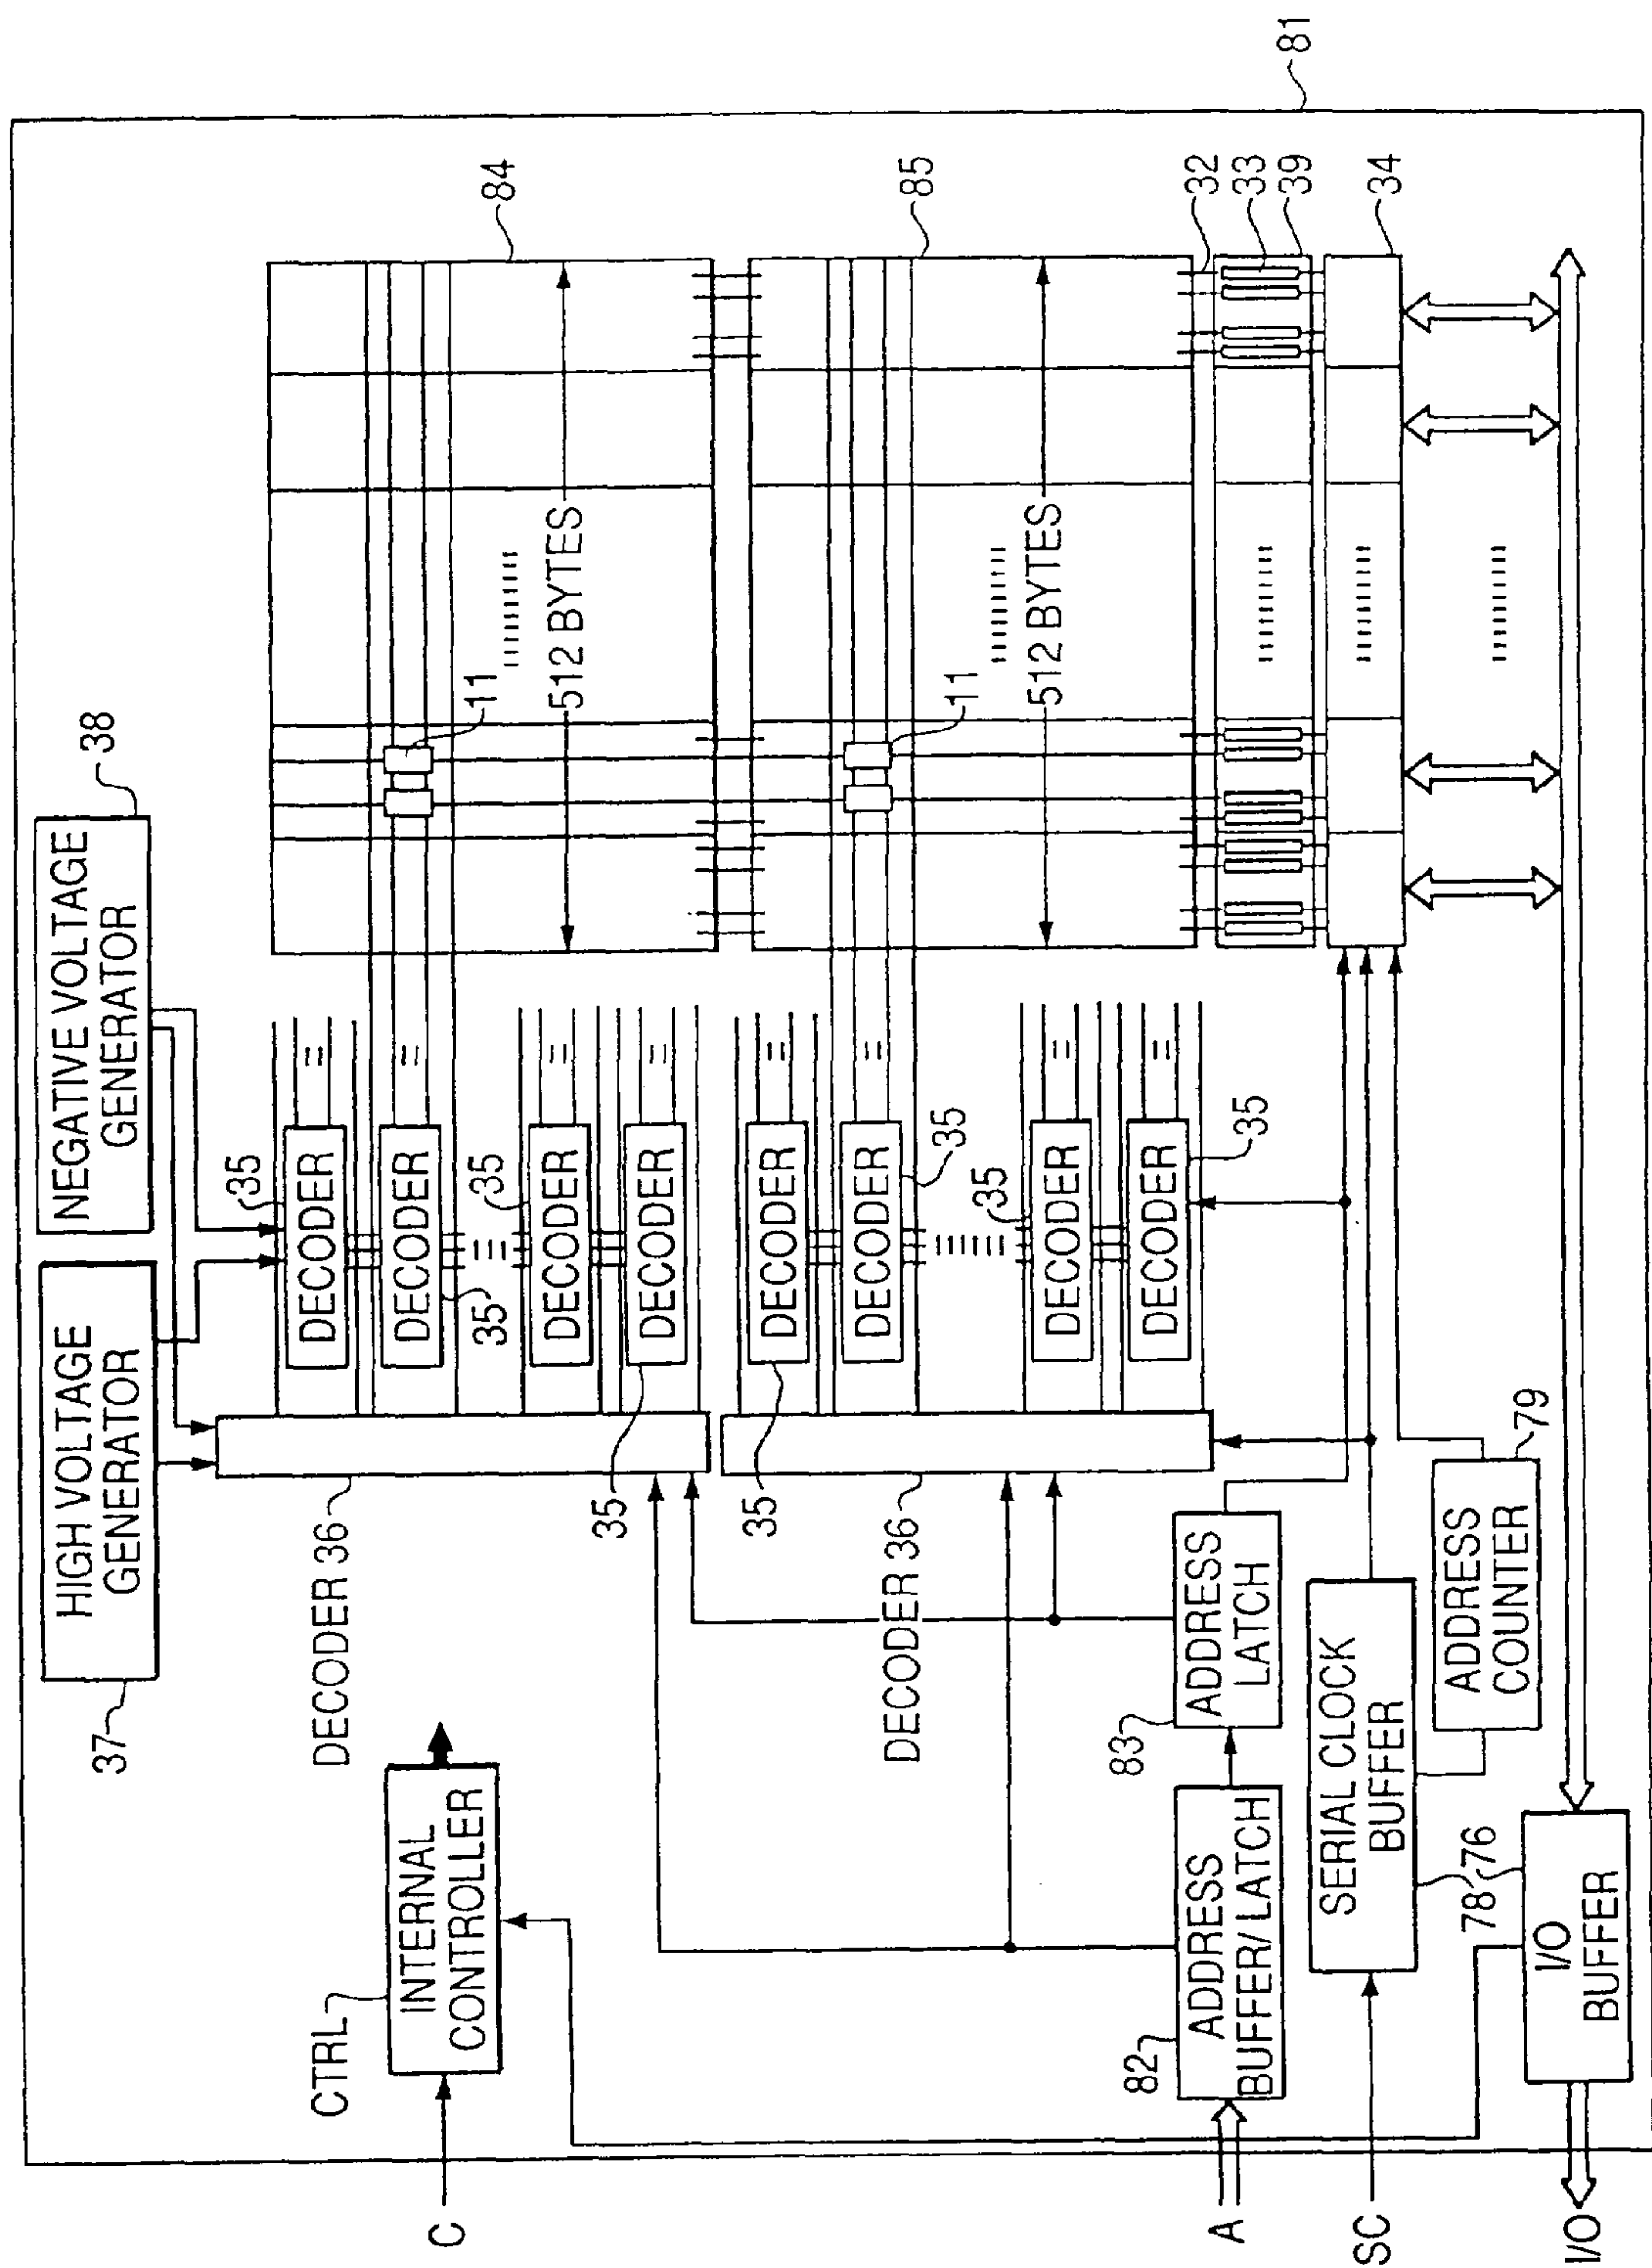 37
HIGH VOLTAGE
GENERATOR
NEGATIVE VOLTAGE
GENERATOR
38
CTRL
INTERNAL
CONTROLLER
C
DECODER 36
35
DECODER
DECODER
35
35
DECODER
DECODER
35
84
11
512 BYTES
DECODER 36
35
DECODER
DECODER
35
35
DECODER
DECODER
35
85
11
512 BYTES
32
33
39
34
81
A
82
ADDRESS
BUFFER/LATCH
83
ADDRESS
LATCH
SC
SERIAL CLOCK
BUFFER
78
ADDRESS
COUNTER
79
76
I/O
BUFFER
I/O